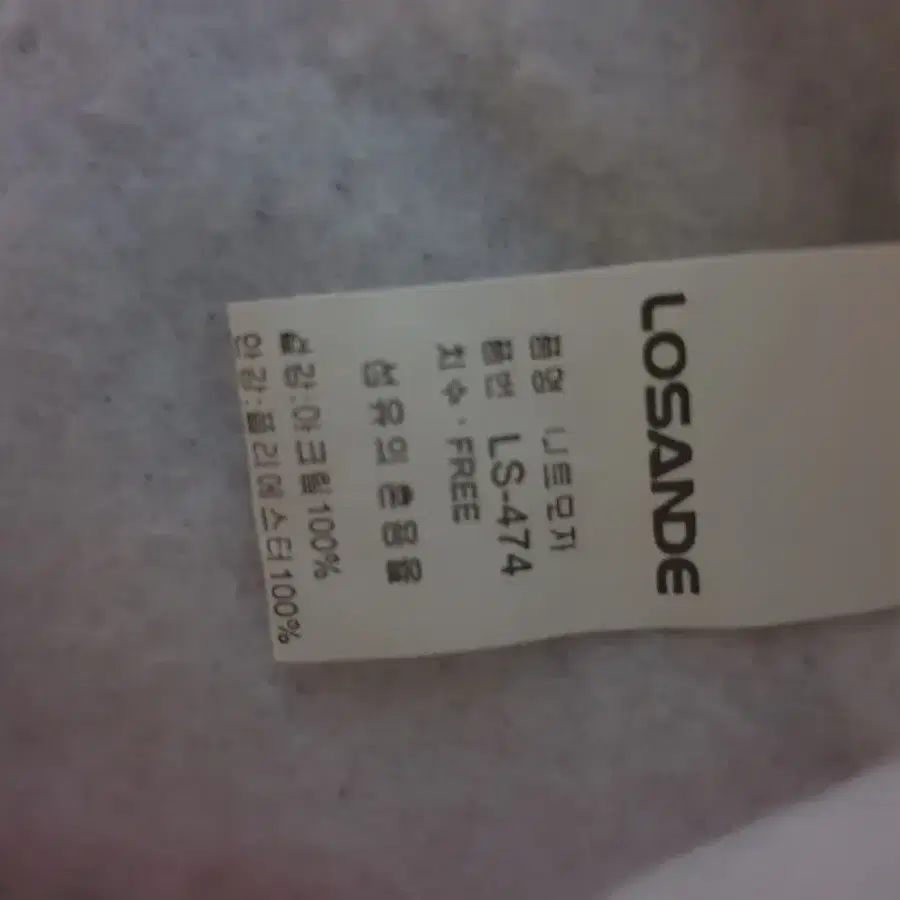 LOSANDE
품명 니트모자
품번 LS-474
치수 · FREE
섬유의 혼용율
겉감:아크릴100%
안감:폴리에스터100%